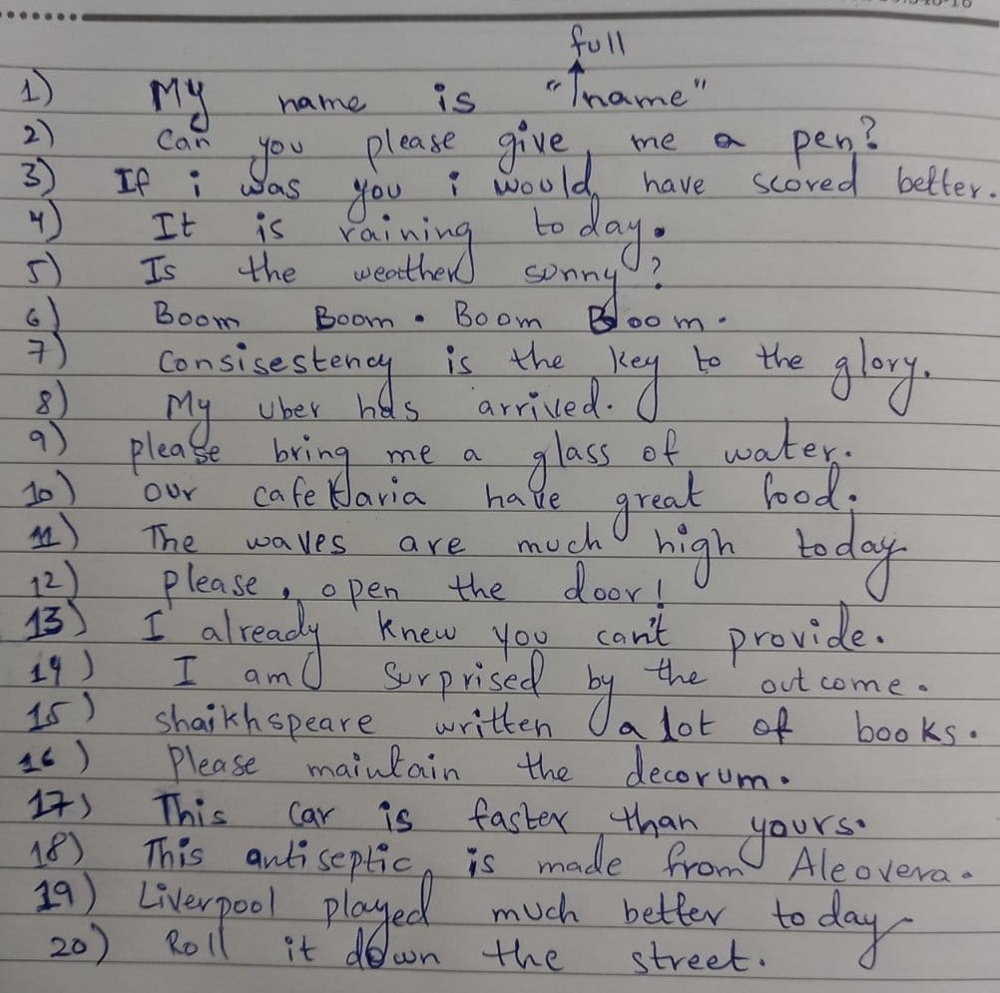 full
1) My name is "name"
2) Can you please give me a pen?
3) If i was you i would have scored better.
4) It is raining today.
5) Is the weather sonny?
6) Boom Boom. Boom Boom.
7) Consisestency is the key to the glory.
8) My uber has arrived.
9) please bring me a glass of water.
10) our cafetaria have great food.
11) The waves are much high today
12) please, open the door!
13) I already knew you can't provide.
14) I am surprised by the outcome.
15) shaikhspeare written a lot of books.
16) Please maintain the decorum.
17) This car is faster than yours.
18) This antiseptic is made from Aleovera.
19) Liverpool played much better today
20) Roll it down the street.